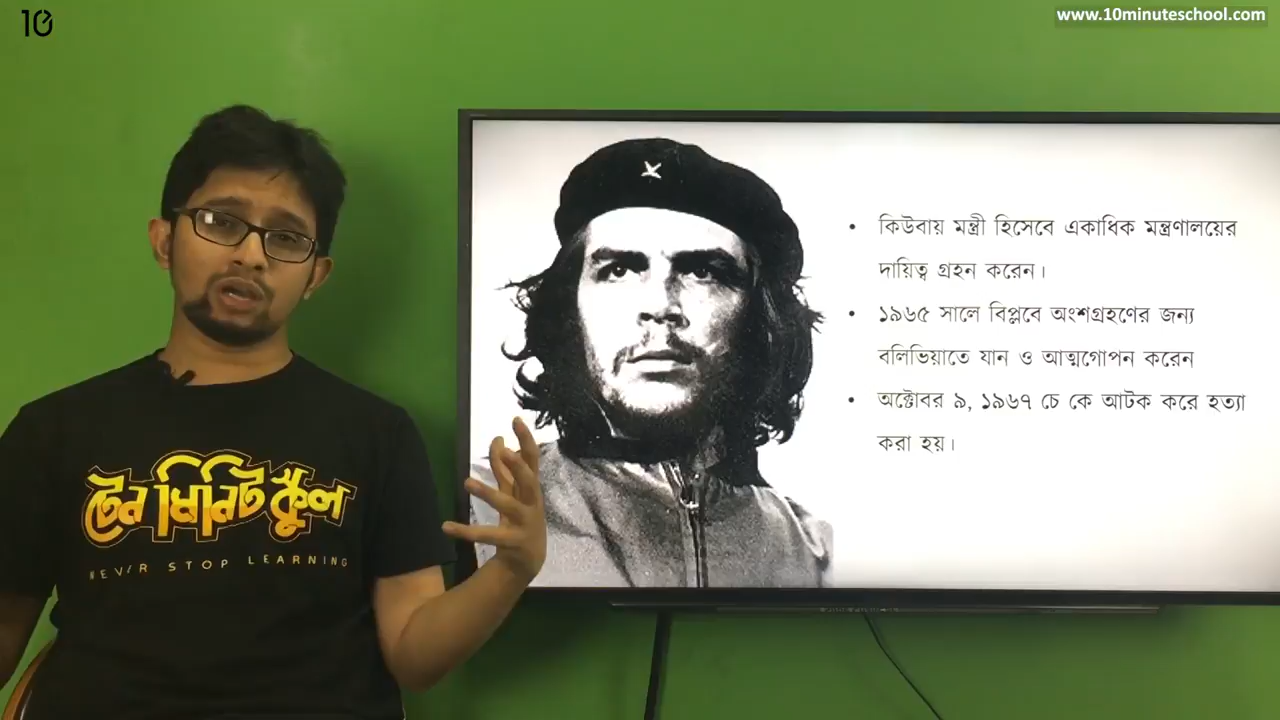 10
www.10minuteschool.com
• কিউবায় মন্ত্রী হিসেবে একাধিক মন্ত্রণালয়ের
দায়িত্ব গ্রহন করেন।
• ১৯৬৫ সালে বিপ্লবে অংশগ্রহণের জন্য
বলিভিয়াতে যান ও আত্মগোপন করেন
• অক্টোবর ৯, ১৯৬৭ চে কে আটক করে হত্যা
করা হয়।
টেন মিনিট স্কুল
NEVER STOP LEARNING